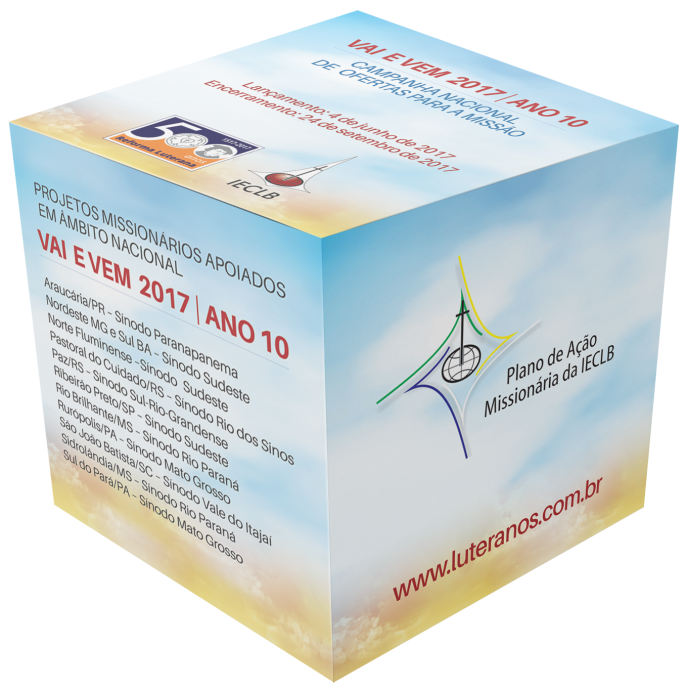 VAI E VEM 2017 | ANO 10
CAMPANHA NACIONAL
DE OFERTAS PARA A MISSÃO
Lançamento: 4 de junho de 2017
Encerramento: 24 de setembro de 2017
500
1517-2017
Reforma Luterana
IECLB
PROJETOS MISSIONÁRIOS APOIADOS
EM ÂMBITO NACIONAL
VAI E VEM 2017 | ANO 10
Araucária/PR - Sínodo Paranapanema
Nordeste MG e Sul BA - Sínodo Sudeste
Norte Fluminense -Sínodo Sudeste
Pastoral do Cuidado/RS - Sínodo Rio dos Sinos
Paz/RS - Sínodo Sul-Rio-Grandense
Ribeirão Preto/SP - Sínodo Sudeste
Rio Brilhante/MS - Sínodo Rio Paraná
Rurópolis/PA - Sínodo Mato Grosso
São João Batista/SC - Sínodo Vale do Itajaí
Sidrolândia/MS - Sínodo Rio Paraná
Sul do Pará/PA - Sínodo Mato Grosso
Plano de Ação
Missionária da IECLB
www.luteranos.com.br